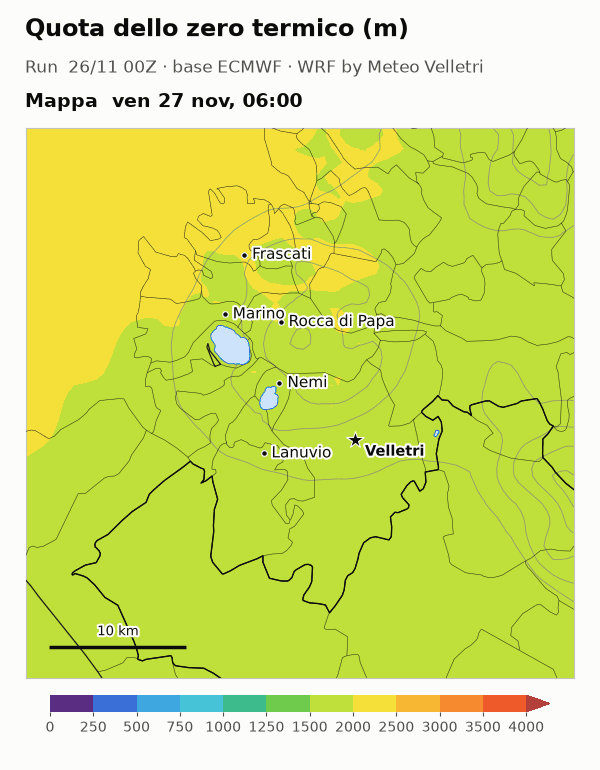 Quota dello zero termico (m)
Run  26/11 00Z · base ECMWF · WRF by Meteo Velletri
Mappa  ven 27 nov, 06:00
Frascati
Marino
Rocca di Papa
Nemi
Velletri
Lanuvio
10 km
0 250 500 750 1000 1250 1500 2000 2500 3000 3500 4000